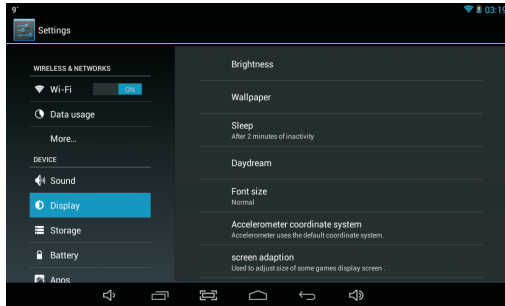 9°
03:19
Settings
WIRELESS & NETWORKS
Wi-Fi
ON
Data usage
More...
DEVICE
Sound
Display
Storage
Battery
Apps
Brightness
Wallpaper
Sleep
After 2 minutes of inactivity
Daydream
Font size
Normal
Accelerometer coordinate system
Accelerometer uses the default coordinate system.
screen adaption
Used to adjust size of some games display screen .